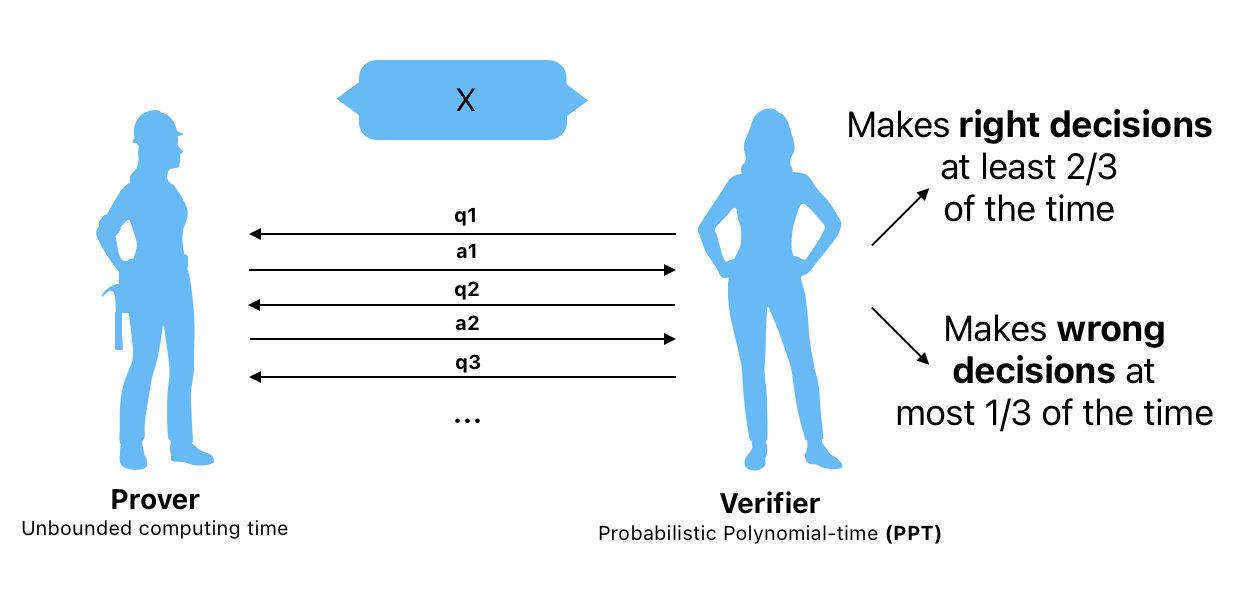 X
q1
a1
q2
a2
q3
...
Makes right decisions
at least 2/3
of the time
Makes wrong
decisions at
most 1/3 of the time
Prover
Unbounded computing time
Verifier
Probabilistic Polynomial-time (PPT)